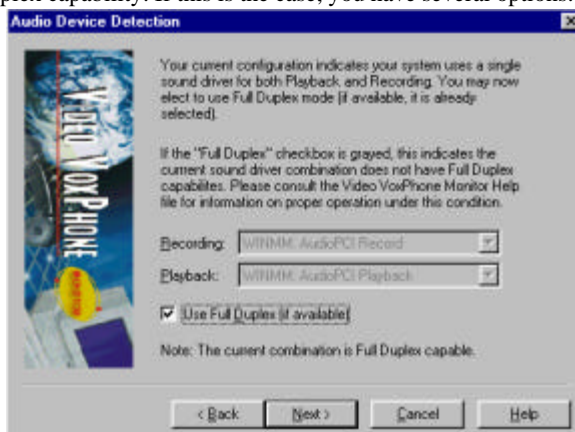 plex capability. If this is the case, you have several options.
Audio Device Detection
VIDEO VOXPHONE
Your current configuration indicates your system uses a single
sound driver for both Playback and Recording. You may now
elect to use Full Duplex mode (if available, it is already
selected).
If the "Full Duplex" checkbox is grayed, this indicates the
current sound driver combination does not have Full Duplex
capabilites. Please consult the Video VoxPhone Monitor Help
file for information on proper operation under this condition.
Recording: WINMM: AudioPCI Record
Playback: WINMM: AudioPCI Playback
Use Full Duplex (if available)
Note: The current combination is Full Duplex capable.
< Back Next > Cancel Help